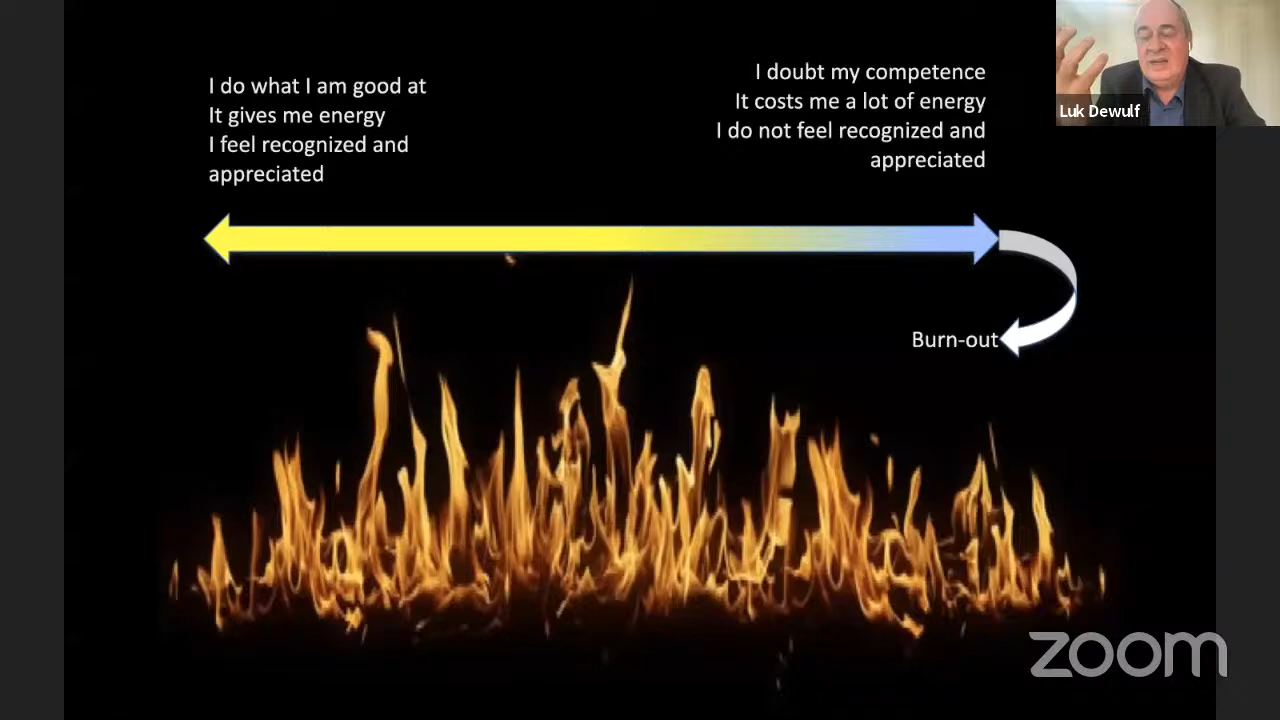 I do what I am good at
It gives me energy
I feel recognized and
appreciated
I doubt my competence
It costs me a lot of energy
I do not feel recognized and
appreciated
Luk Dewulf
Burn-out
zoom